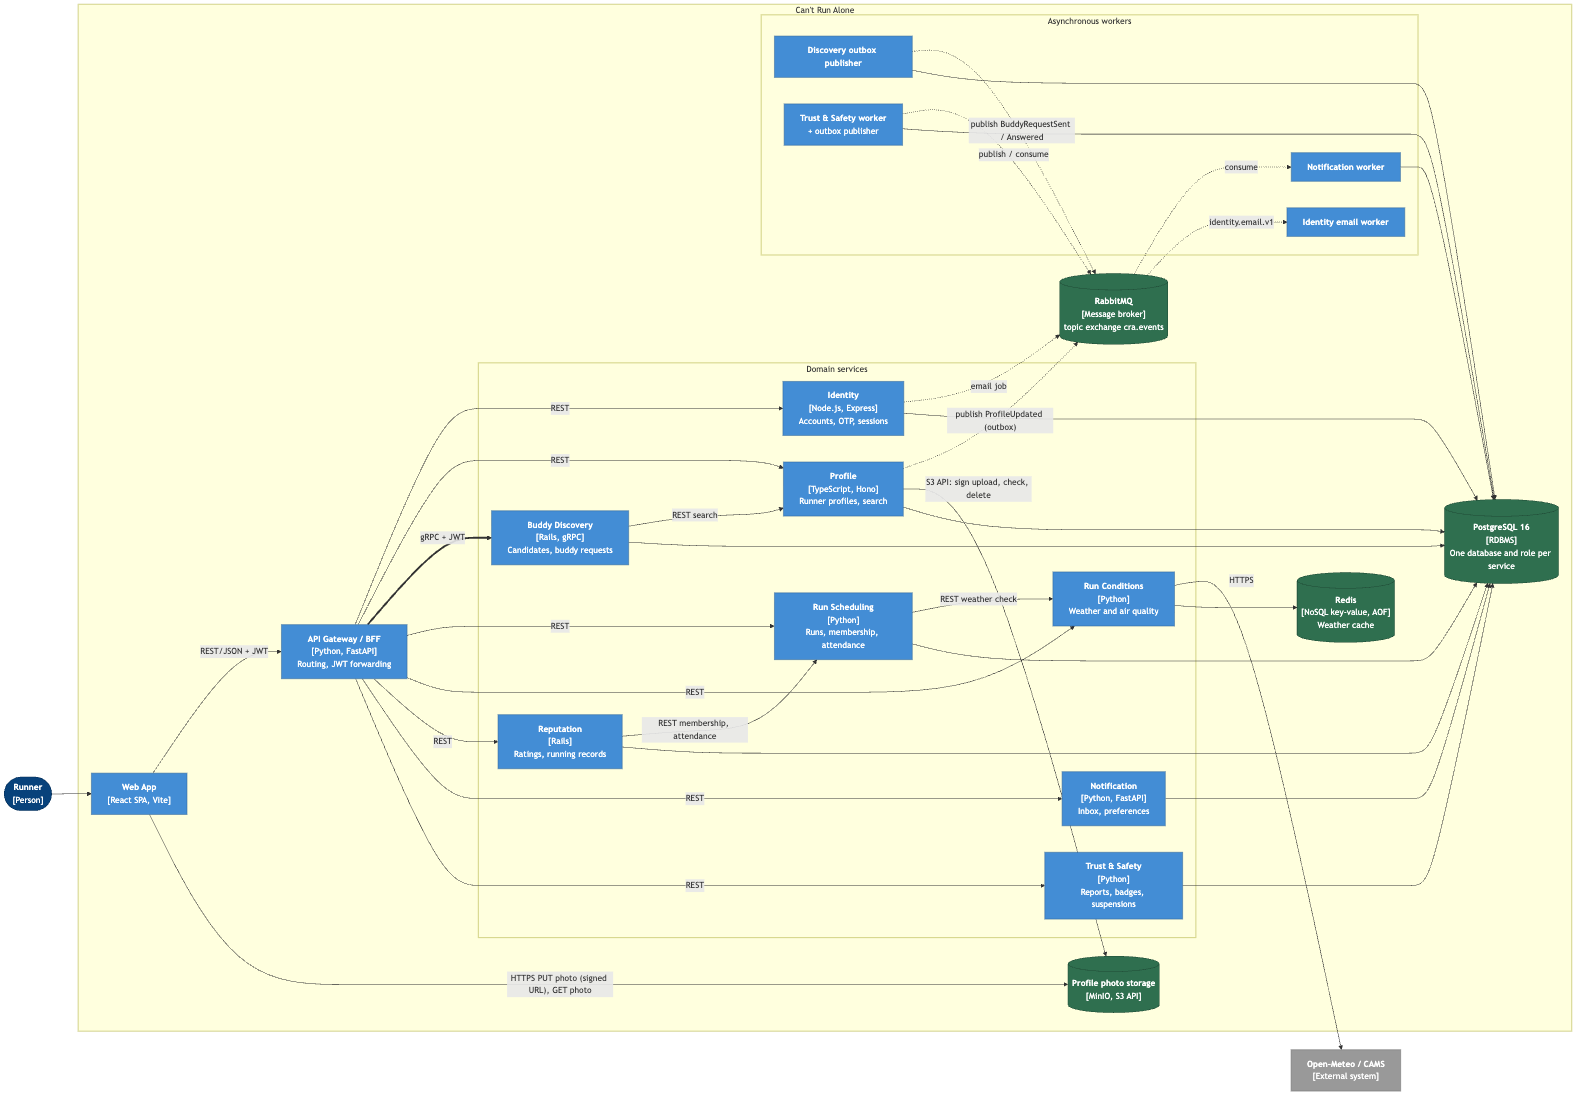 Can't Run Alone
Asynchronous workers
Discovery outbox
publisher
Trust & Safety worker
+ outbox publisher
publish BuddyRequestSent
/ Answered
publish / consume
consume
Notification worker
identity.email.v1
Identity email worker
RabbitMQ
[Message broker]
topic exchange cra.events
Domain services
Identity
[Node.js, Express]
Accounts, OTP, sessions
email job
REST
publish ProfileUpdated
(outbox)
REST
Profile
[TypeScript, Hono]
Runner profiles, search
S3 API: sign upload, check,
delete
REST search
Buddy Discovery
[Rails, gRPC]
Candidates, buddy requests
gRPC + JWT
PostgreSQL 16
[RDBMS]
One database and role per
service
Run Conditions
[Python]
Weather and air quality
HTTPS
Redis
[NoSQL key-value, AOF]
Weather cache
REST weather check
Run Scheduling
[Python]
Runs, membership,
attendance
REST
API Gateway / BFF
[Python, FastAPI]
Routing, JWT forwarding
REST/JSON + JWT
REST
Reputation
[Rails]
Ratings, running records
REST membership,
attendance
REST
Runner
[Person]
Web App
[React SPA, Vite]
REST
Notification
[Python, FastAPI]
Inbox, preferences
REST
Trust & Safety
[Python]
Reports, badges,
suspensions
HTTPS PUT photo (signed
URL), GET photo
Profile photo storage
[MinIO, S3 API]
Open-Meteo / CAMS
[External system]